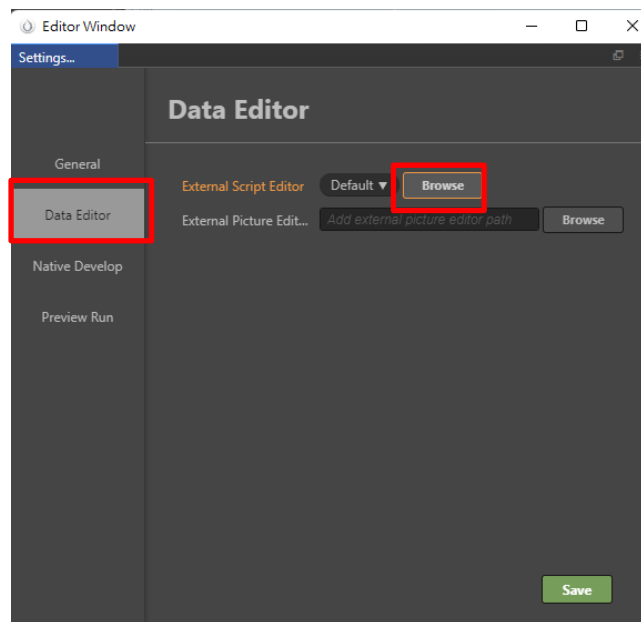 Editor Window
Settings...
Data Editor
General
Data Editor
Native Develop
Preview Run
External Script Editor Default Browse
External Picture Edit... Add external picture editor path Browse
Save